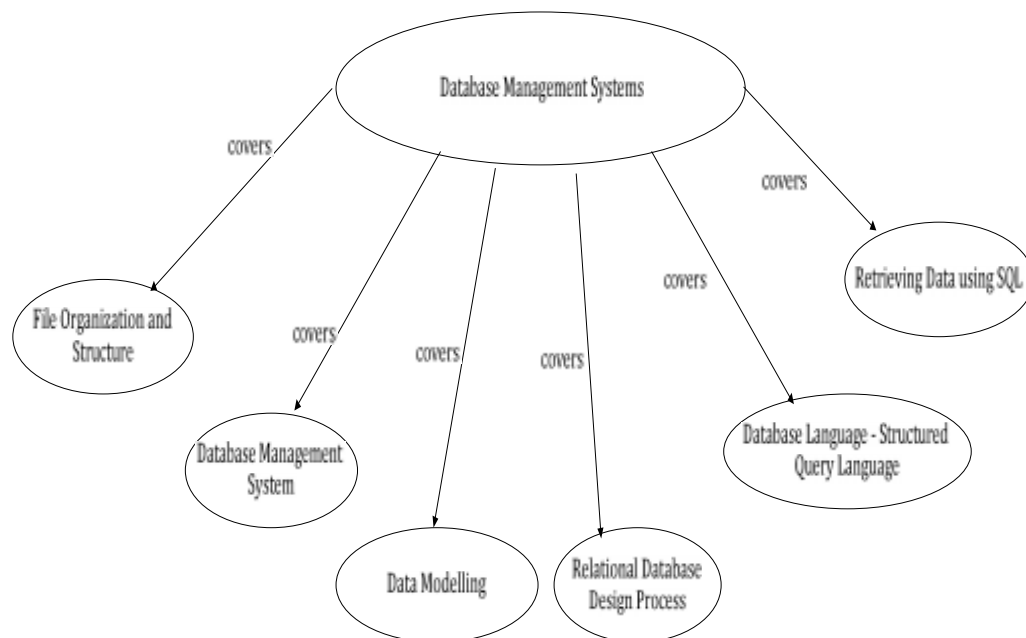 Database Management Systems
covers
covers
Retrieving Data using SQL
covers
File Organization and
Structure
covers
covers
covers
Database Language - Structured
Query Language
Database Management
System
Data Modelling
Relational Database
Design Process